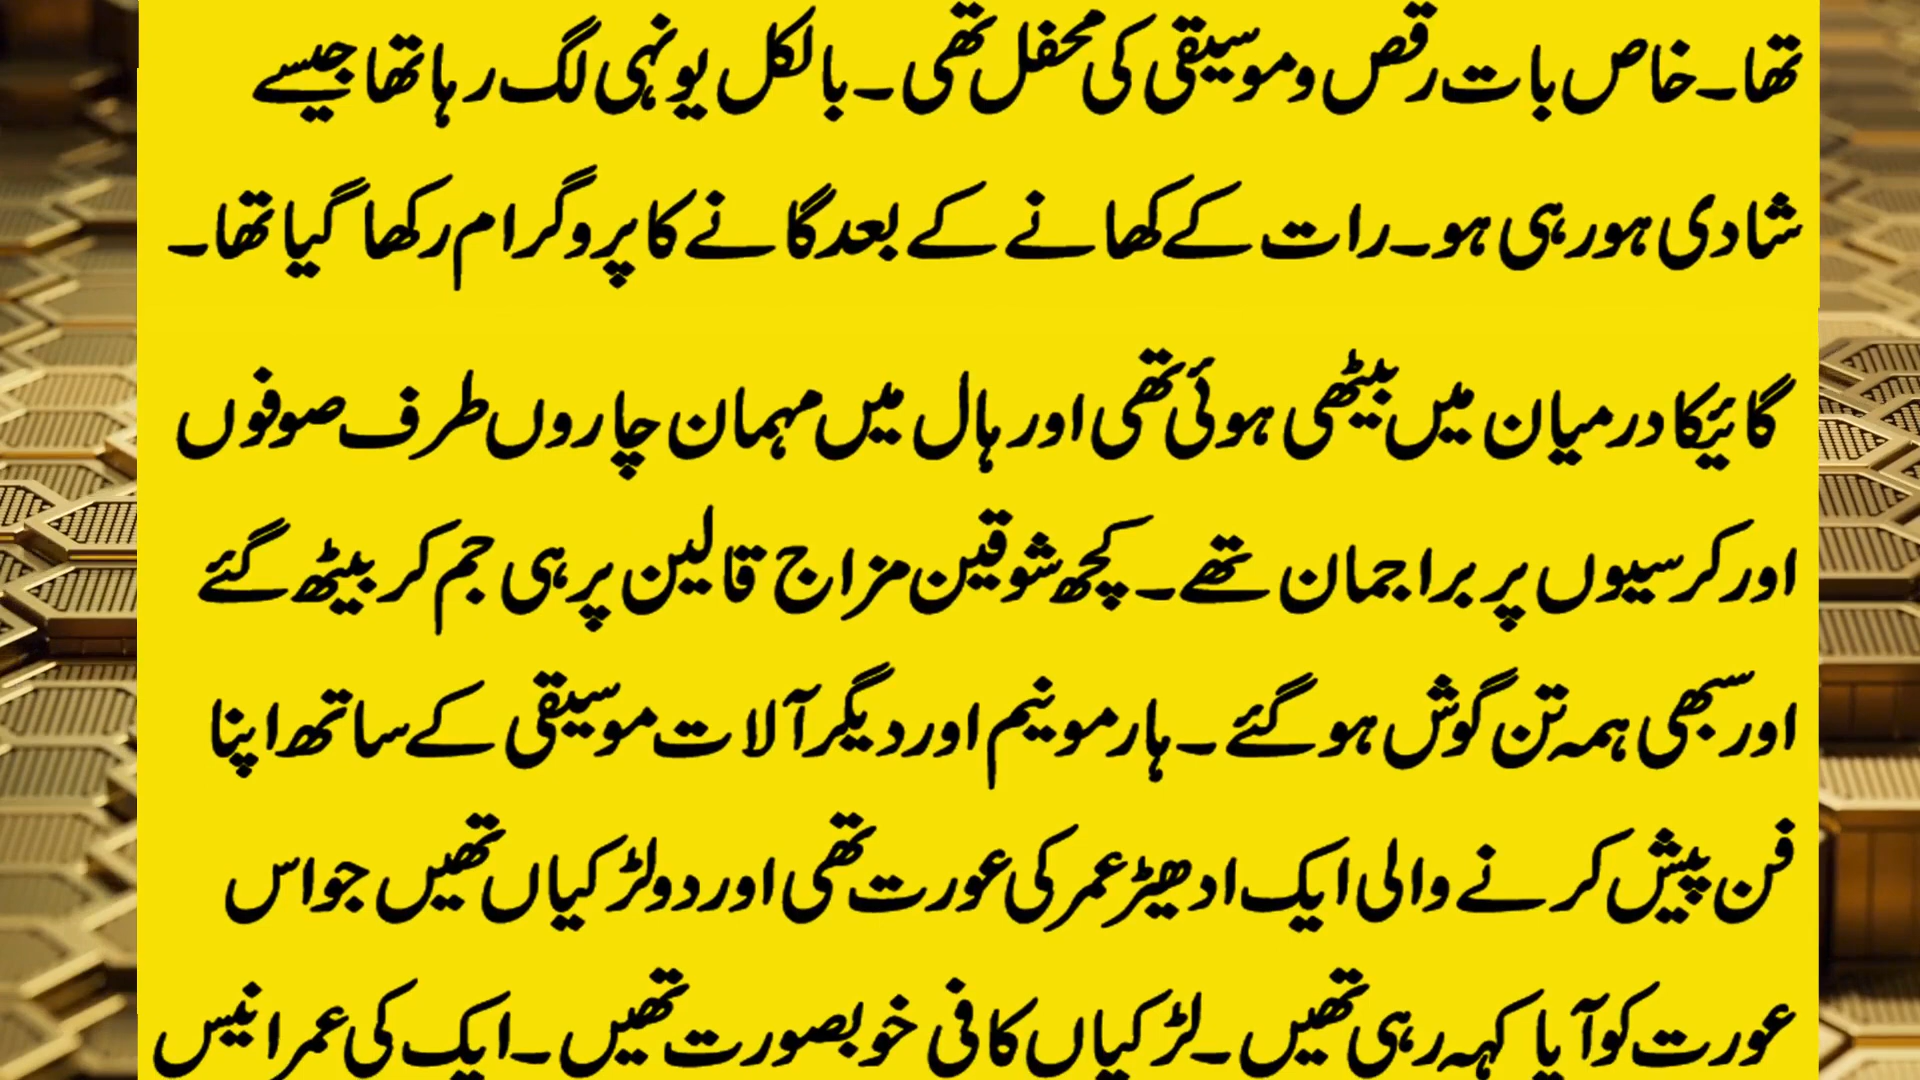 تھا۔ خاص بات رقص و موسیقی کی محفل تھی۔ بالکل یونہی لگ رہا تھا جیسے
شادی ہو رہی ہو۔ رات کے کھانے کے بعد گانے کا پروگرام رکھا گیا تھا۔
گائیکا درمیان میں بیٹھی ہوئی تھی اور ہال میں مہمان چاروں طرف صوفوں
اور کرسیوں پر براجمان تھے۔ کچھ شوقین مزاج قالین پر ہی جم کر بیٹھ گئے
اور سبھی ہمہ تن گوش ہو گئے۔ ہارمونیم اور دیگر آلات موسیقی کے ساتھ اپنا
فن پیش کرنے والی ایک ادھیڑ عمر کی عورت تھی اور دو لڑکیاں تھیں جو اس
عورت کو آیا کہہ رہی تھیں۔ لڑکیاں کافی خوبصورت تھیں۔ ایک کی عمر انیس